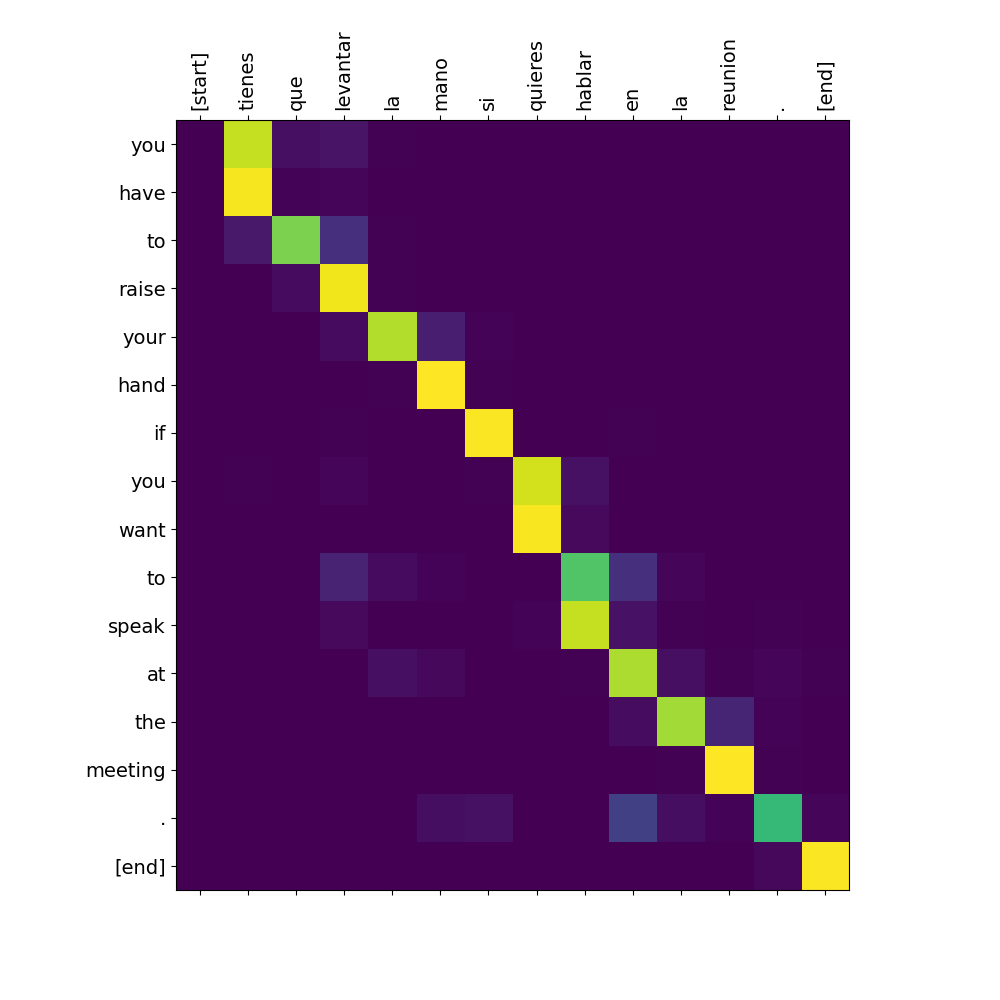 [start]
tienes
que
levantar
la
mano
si
quieres
hablar
en
la
reunion
.
[end]
you
have
to
raise
your
hand
if
you
want
to
speak
at
the
meeting
.
[end]